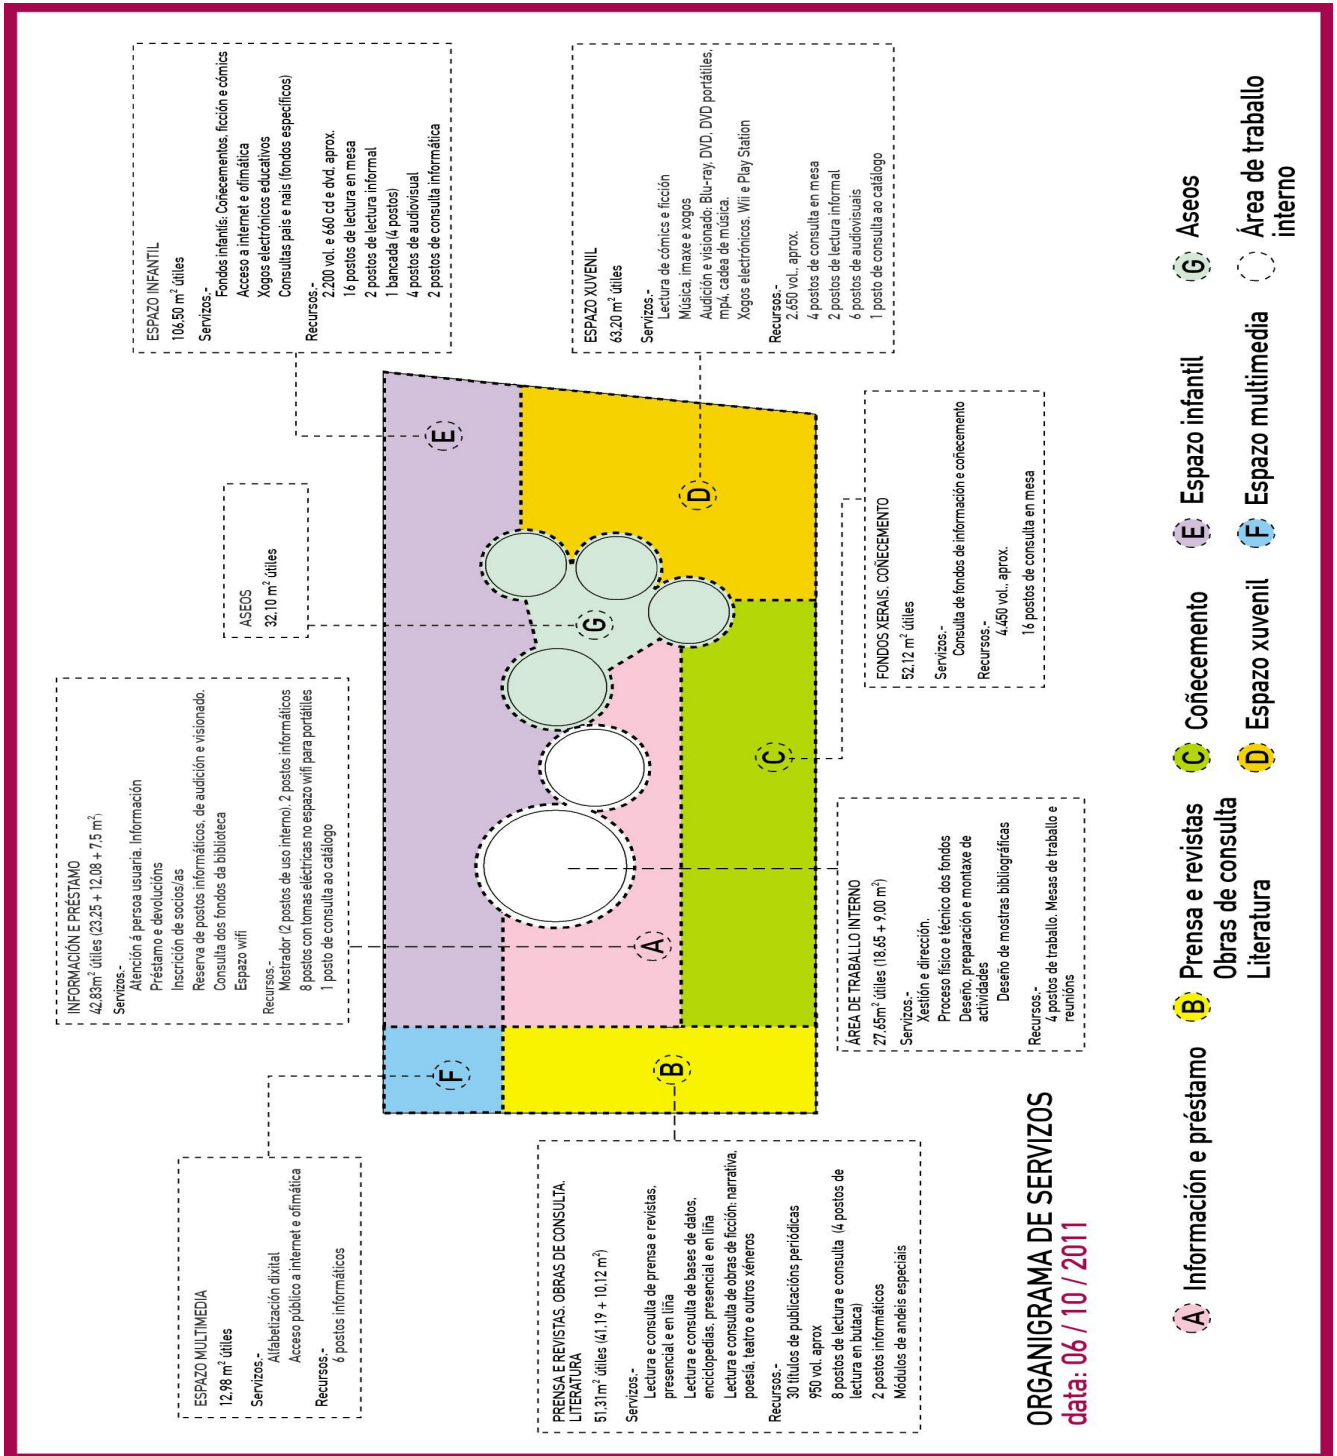 ESPAZO MULTIMEDIA
12,98 m² útiles
Servizos.-
Alfabetización dixital
Acceso público a internet e ofimática
Recursos.-
6 postos informáticos
INFORMACIÓN E PRÉSTAMO
42,83m² útiles (23,25 + 12,08 + 7,5 m²)
Servizos.-
Atención á persoa usuaria. Información
Préstamo e devolucións
Inscrición de socios/as
Reserva de postos informáticos, de audición e visionado.
Consulta dos fondos da biblioteca
Espazo wifi
Recursos.-
Mostrador (2 postos de uso interno). 2 postos informáticos
8 postos con tomas eléctricas no espazo wifi para portátiles
1 posto de consulta ao catálogo
ASEOS
32,10 m² útiles
ESPAZO INFANTIL
106,50 m² útiles
Servizos.-
Fondos infantís: Coñecementos, ficción e cómics
Acceso a internet e ofimática
Xogos electrónicos educativos
Consultas pais e nais (fondos específicos)
Recursos.-
2.200 vol. e 660 cd e dvd, aprox.
16 postos de lectura en mesa
2 postos de lectura informal
1 bancada (4 postos)
4 postos de audiovisual
2 postos de consulta informática
F
E
G
A
B
C
D
PRENSA E REVISTAS. OBRAS DE CONSULTA.
LITERATURA
51,31m² útiles (41,19 + 10,12 m²)
Servizos.-
Lectura e consulta de prensa e revistas,
presencial e en liña
Lectura e consulta de bases de datos,
enciclopedias, presencial e en liña
Lectura e consulta de obras de ficción: narrativa,
poesía, teatro e outros xéneros
Recursos.-
30 títulos de publicacións periódicas
950 vol. aprox
8 postos de lectura e consulta (4 postos de
lectura en butaca)
2 postos informáticos
Módulos de andeis especiais
ÁREA DE TRABALLO INTERNO
27,65m² útiles (18,65 + 9,00 m²)
Servizos.-
Xestión e dirección.
Proceso físico e técnico dos fondos
Deseño, preparación e montaxe de
actividades
Deseño de mostras bibliográficas
Recursos.-
4 postos de traballo. Mesas de traballo e
reunións
FONDOS XERAIS. COÑECEMENTO
52,12 m² útiles
Servizos.-
Consulta de fondos de información e coñecemento
Recursos.-
4.450 vol., aprox.
16 postos de consulta en mesa
ESPAZO XUVENIL
63,20 m² útiles
Servizos.-
Lectura de cómics e ficción
Música, imaxe e xogos
Audición e visionado: Blu-ray, DVD, DVD portátiles,
mp4, cadea de música.
Xogos electrónicos. Wii e Play Station
Recursos.-
2.650 vol., aprox.
4 postos de consulta en mesa
2 postos de lectura informal
6 postos de audiovisuais
1 posto de consulta ao catálogo
ORGANIGRAMA DE SERVIZOS
data: 06 / 10 / 2011
A Información e préstamo
B Prensa e revistas
Obras de consulta
Literatura
C Coñecemento
D Espazo xuvenil
E Espazo infantil
F Espazo multimedia
G Aseos
Área de traballo
interno